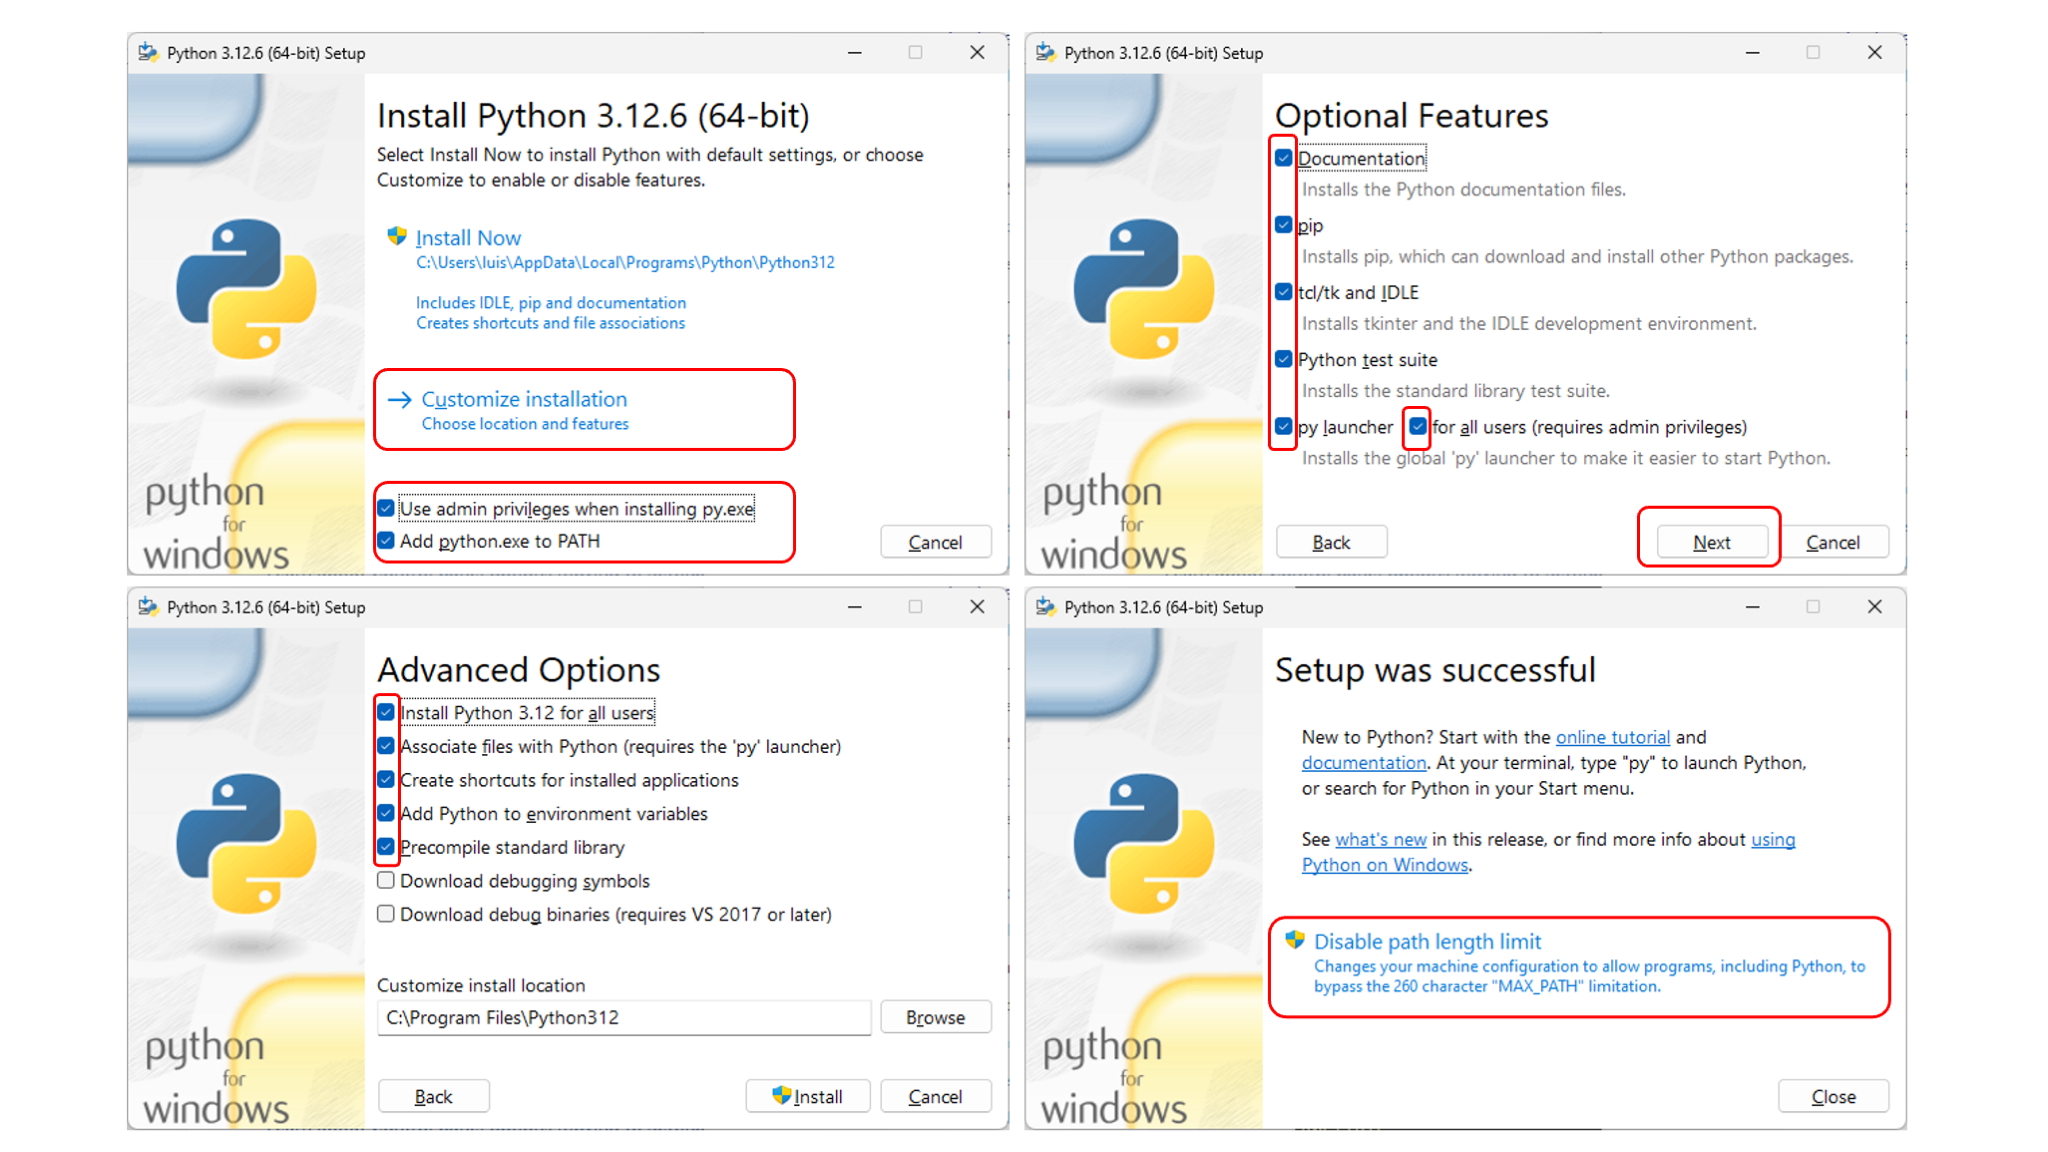 Python 3.12.6 (64-bit) Setup
Install Python 3.12.6 (64-bit)
Select Install Now to install Python with default settings, or choose
Customize to enable or disable features.
Install Now
C:\Users\luis\AppData\Local\Programs\Python\Python312
Includes IDLE, pip and documentation
Creates shortcuts and file associations
Customize installation
Choose location and features
Use admin privileges when installing py.exe
Add python.exe to PATH
Cancel
python
for
windows
Python 3.12.6 (64-bit) Setup
Optional Features
Documentation
Installs the Python documentation files.
pip
Installs pip, which can download and install other Python packages.
tcl/tk and IDLE
Installs tkinter and the IDLE development environment.
Python test suite
Installs the standard library test suite.
py launcher for all users (requires admin privileges)
Installs the global 'py' launcher to make it easier to start Python.
Back Next Cancel
python
for
windows
Python 3.12.6 (64-bit) Setup
Advanced Options
Install Python 3.12 for all users
Associate files with Python (requires the 'py' launcher)
Create shortcuts for installed applications
Add Python to environment variables
Precompile standard library
Download debugging symbols
Download debug binaries (requires VS 2017 or later)
Customize install location
C:\Program Files\Python312 Browse
Back Install Cancel
python
for
windows
Python 3.12.6 (64-bit) Setup
Setup was successful
New to Python? Start with the online tutorial and
documentation. At your terminal, type "py" to launch Python,
or search for Python in your Start menu.
See what's new in this release, or find more info about using
Python on Windows.
Disable path length limit
Changes your machine configuration to allow programs, including Python, to
bypass the 260 character "MAX_PATH" limitation.
Close
python
for
windows